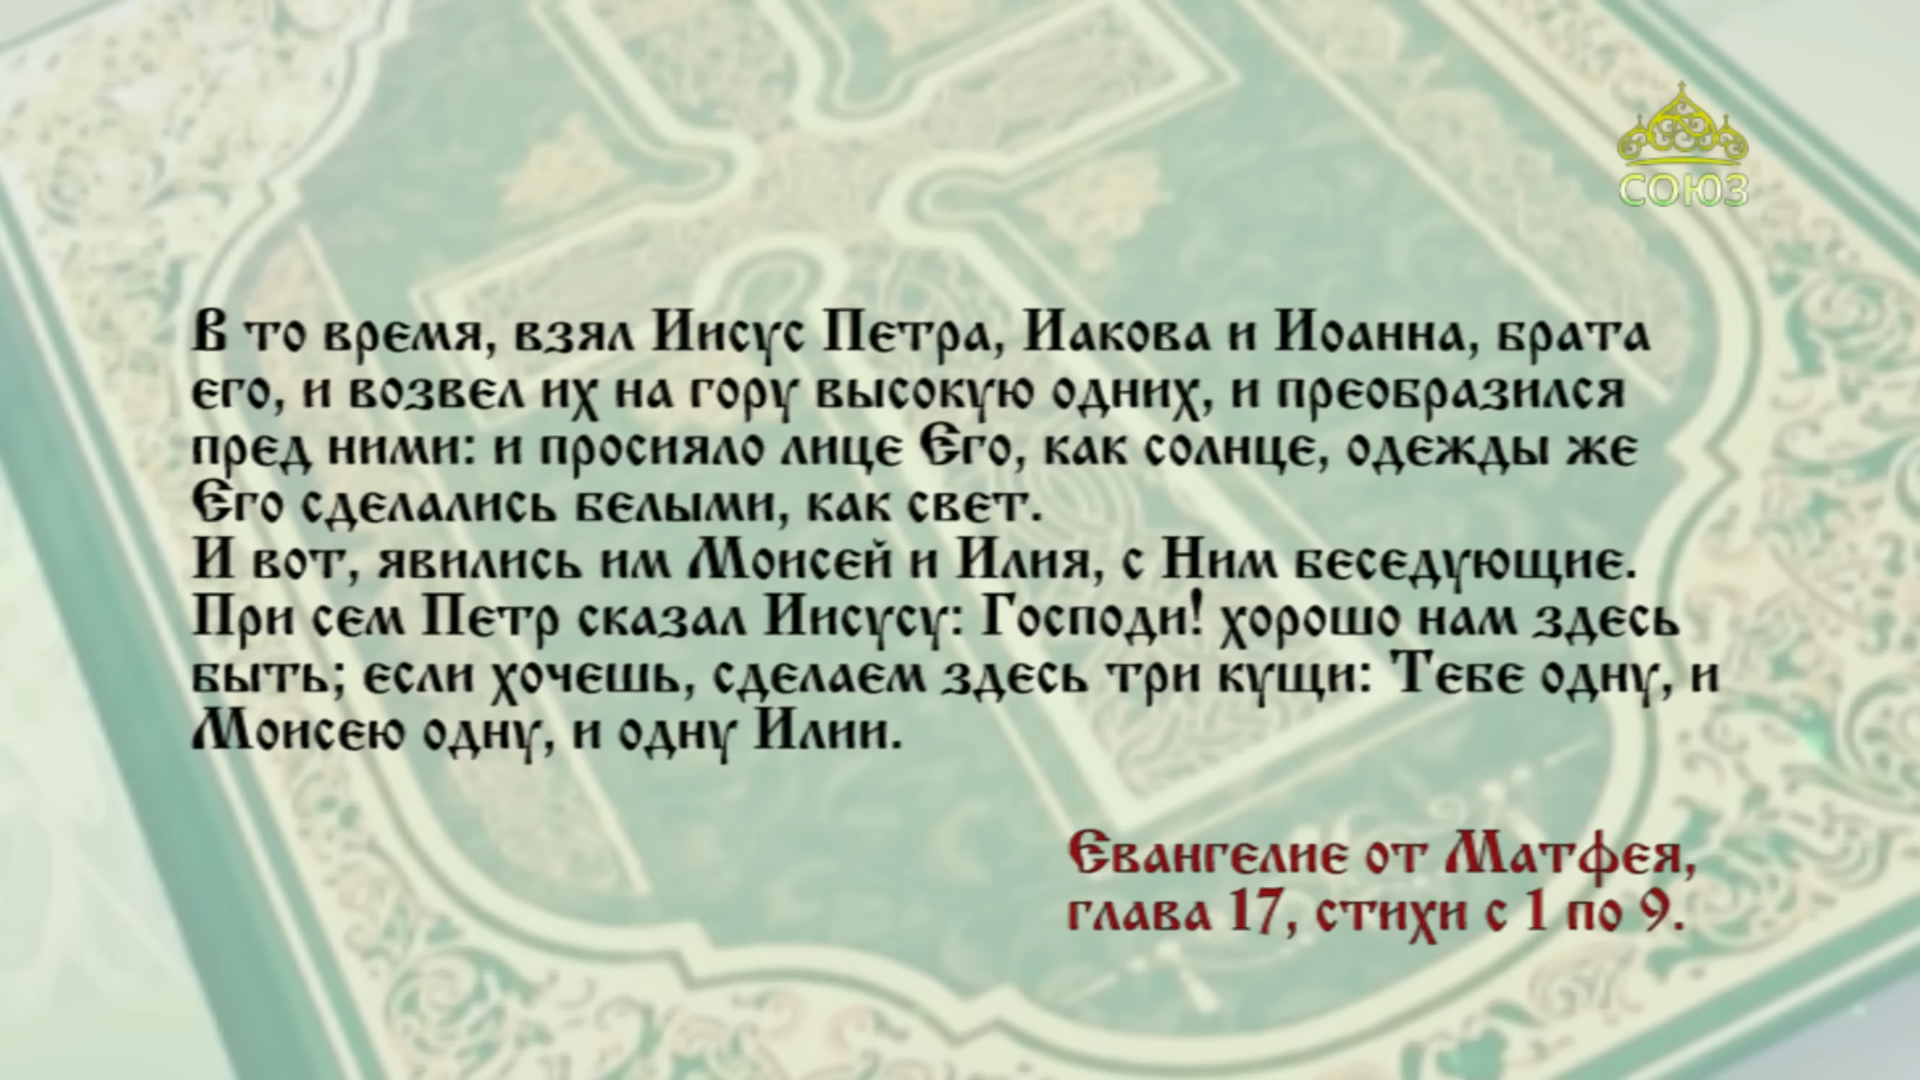 СОЮЗ
В то время, взял Иисус Петра, Иакова и Иоанна, брата
его, и возвел их на гору высокую одних, и преобразился
пред ними: и просияло лице Его, как солнце, одежды же
Его сделались белыми, как свет.
И вот, явились им Моисей и Илия, с Ним беседующие.
При сем Петр сказал Иисусу: Господи! хорошо нам здесь
быть; если хочешь, сделаем здесь три кущи: Тебе одну, и
Моисею одну, и одну Илии.
Евангелие от Матфея,
глава 17, стихи с 1 по 9.